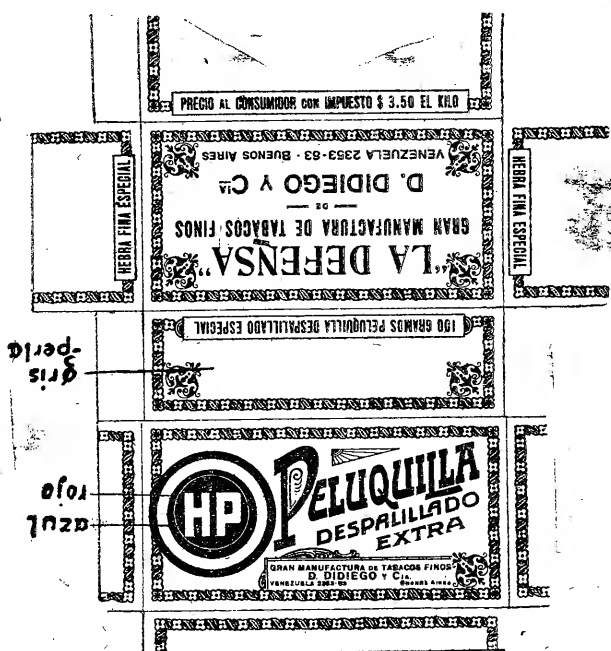 PRECIO AL CONSUMIDOR CON IMPUESTO $ 3.50 EL KILO
HEBRA FINA ESPECIAL
"LA DEFENSA"
GRAN MANUFACTURA DE TABACOS FINOS
DE
D. DIDIEGO Y Cia
VENEZUELA 2353-63 - BUENOS AIRES
HEBRA FINA ESPECIAL
100 GRAMOS PELUQUILLA DESPALILLADO ESPECIAL
gris
-perla
HP
PELUQUILLA
DESPALILLADO
EXTRA
rojo
azul
GRAN MANUFACTURA DE TABACOS FINOS
D. DIDIEGO Y Cia.
VENEZUELA 2353-63 BUENOS AIRES